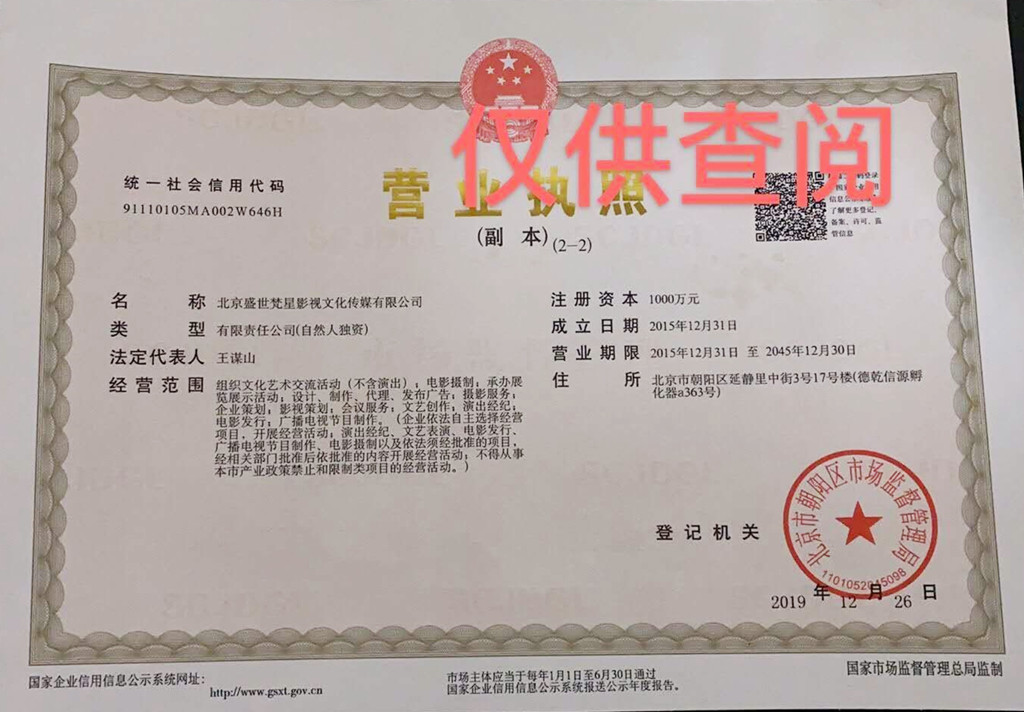 仅供查阅
统一社会信用代码
91110105MA002W646H
营业执照
(副 本)(2-2)
信息公示
了解更多登记、
备案、许可、监
管信息
名 称 北京盛世梵星影视文化传媒有限公司
类 型 有限责任公司(自然人独资)
法定代表人 王谋山
经营范围 组织文化艺术交流活动（不含演出）；电影摄制；承办展
览展示活动；设计、制作、代理、发布广告；摄影服务；
企业策划；影视策划；会议服务；文艺创作；演出经纪；
电影发行；广播电视节目制作。（企业依法自主选择经营
项目，开展经营活动；演出经纪、文艺表演、电影发行、
广播电视节目制作、电影摄制以及依法须经批准的项目，
经相关部门批准后依批准的内容开展经营活动；不得从事
本市产业政策禁止和限制类项目的经营活动。）
注册资本 1000万元
成立日期 2015年12月31日
营业期限 2015年12月31日 至 2045年12月30日
住 所 北京市朝阳区延静里中街3号17号楼(德乾信源孵
化器a363号)
登记机关
北京市朝阳区市场监督管理局
1101052045098
2019 年 12 月 26 日
国家企业信用信息公示系统网址：
http://www.gsxt.gov.cn
市场主体应当于每年1月1日至6月30日通过
国家企业信用信息公示系统报送公示年度报告。
国家市场监督管理总局监制